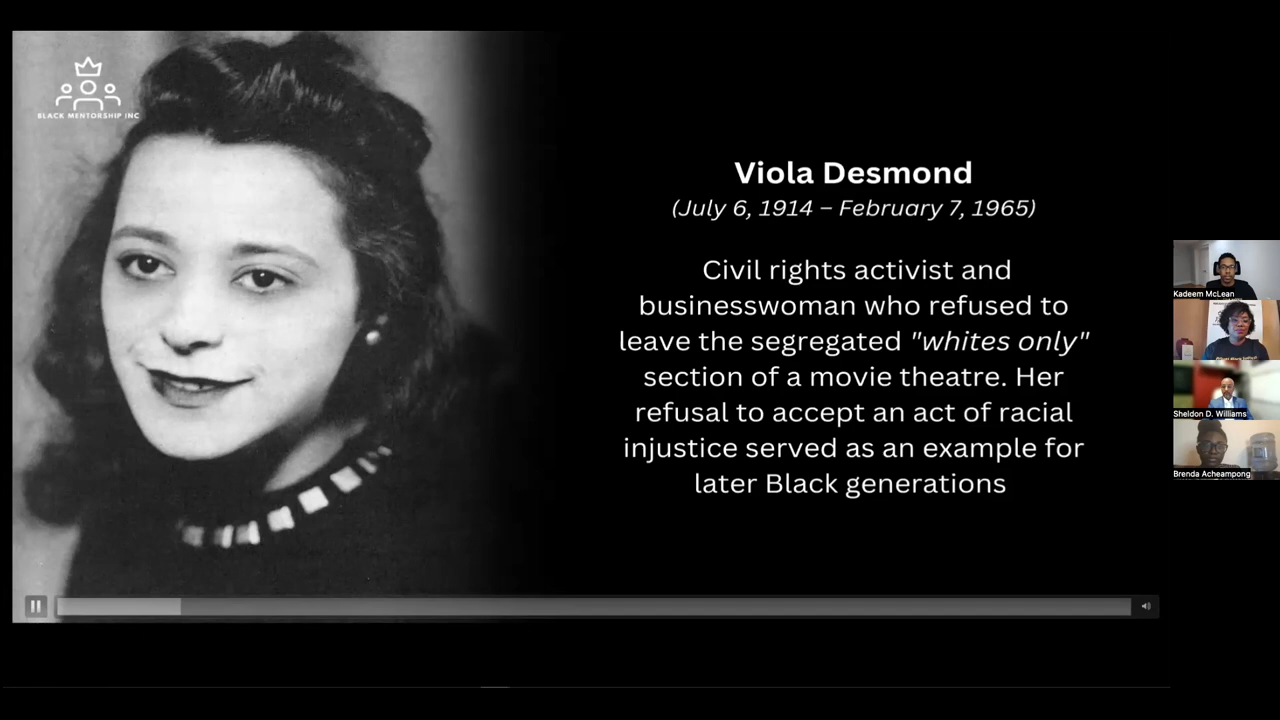 BLACK MENTORSHIP INC
Viola Desmond
(July 6, 1914 – February 7, 1965)
Civil rights activist and
businesswoman who refused to
leave the segregated "whites only"
section of a movie theatre. Her
refusal to accept an act of racial
injustice served as an example for
later Black generations
Kadeem McLean
Sheldon D. Williams
Brenda Acheampong